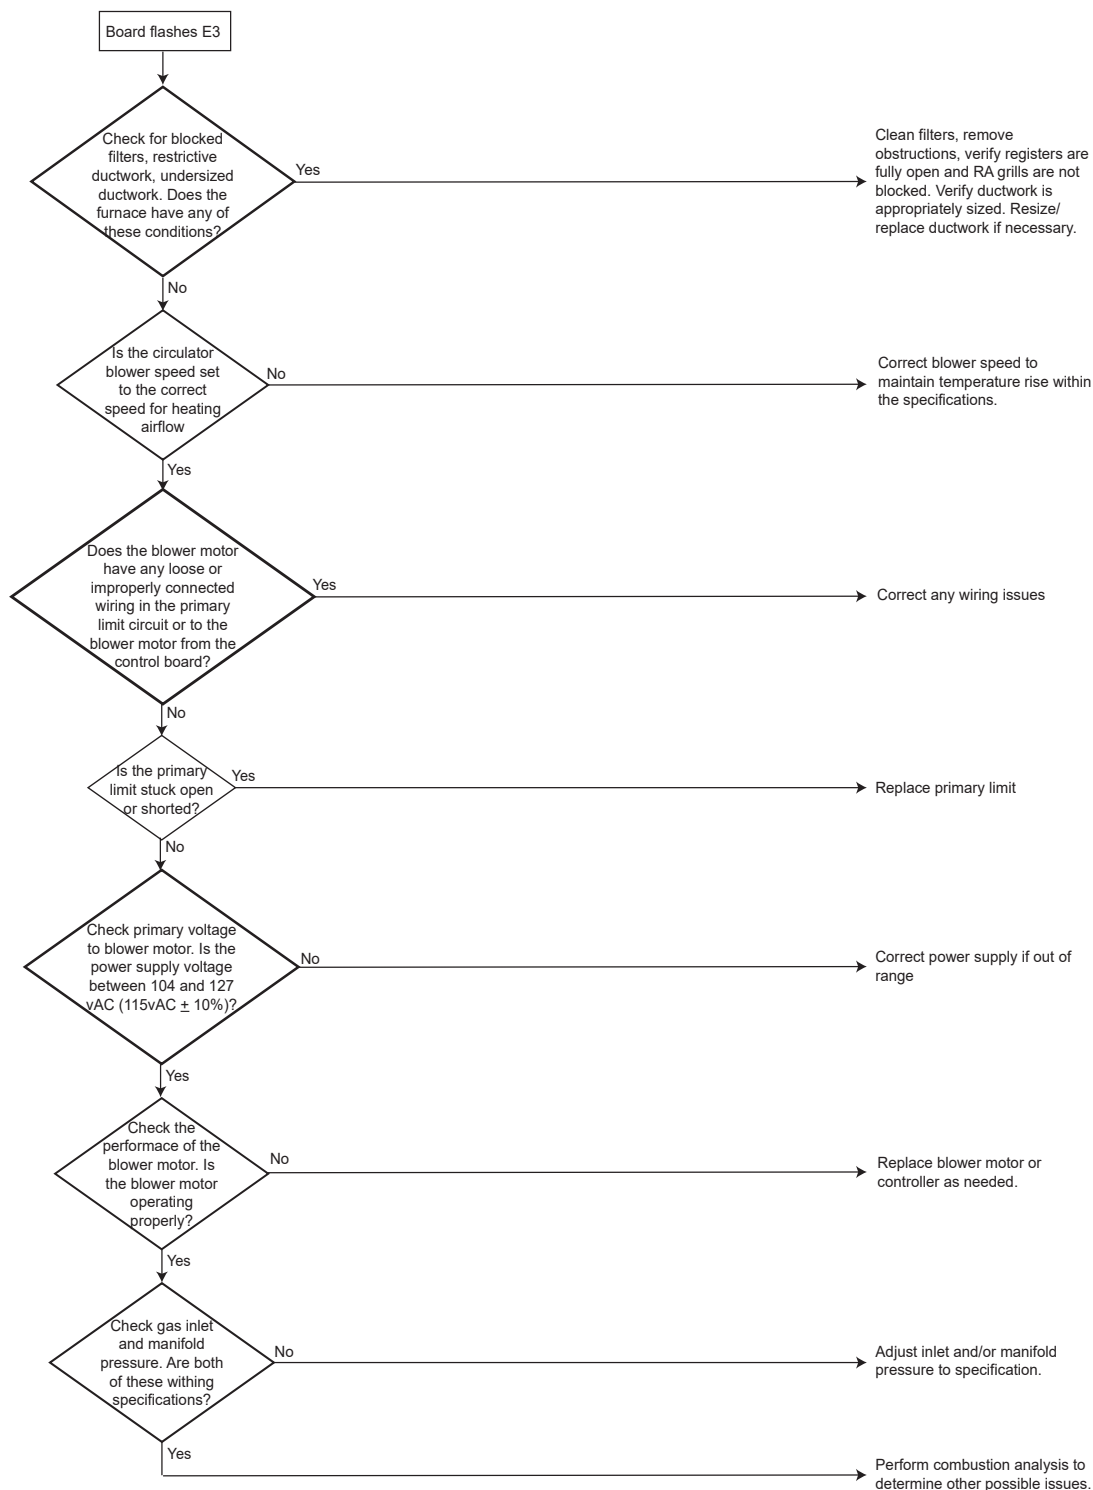 Board flashes E3
Check for blocked
filters, restrictive
ductwork, undersized
ductwork. Does the
furnace have any of
these conditions?
Yes
Clean filters, remove
obstructions, verify registers are
fully open and RA grills are not
blocked. Verify ductwork is
appropriately sized. Resize/
replace ductwork if necessary.
No
Is the circulator
blower speed set
to the correct
speed for heating
airflow
No
Correct blower speed to
maintain temperature rise within
the specifications.
Yes
Does the blower motor
have any loose or
improperly connected
wiring in the primary
limit circuit or to the
blower motor from the
control board?
Yes
Correct any wiring issues
No
Is the primary
limit stuck open
or shorted?
Yes
Replace primary limit
No
Check primary voltage
to blower motor. Is the
power supply voltage
between 104 and 127
vAC (115vAC ± 10%)?
No
Correct power supply if out of
range
Yes
Check the
performace of the
blower motor. Is
the blower motor
operating
properly?
No
Replace blower motor or
controller as needed.
Yes
Check gas inlet
and manifold
pressure. Are both
of these withing
specifications?
No
Adjust inlet and/or manifold
pressure to specification.
Yes
Perform combustion analysis to
determine other possible issues.